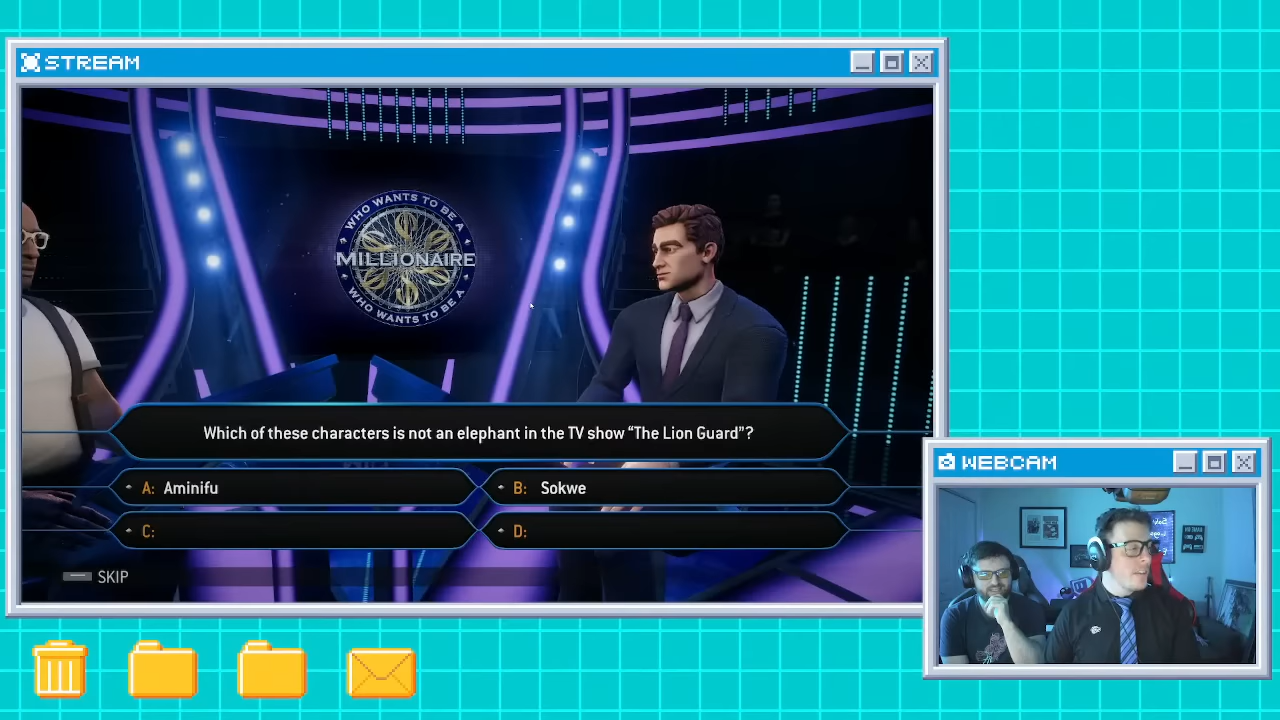 STREAM
WHO WANTS TO BE A
MILLIONAIRE
WHO WANTS TO BE A
Which of these characters is not an elephant in the TV show “The Lion Guard”?
A: Aminifu
B: Sokwe
C:
D:
SKIP
WEBCAM